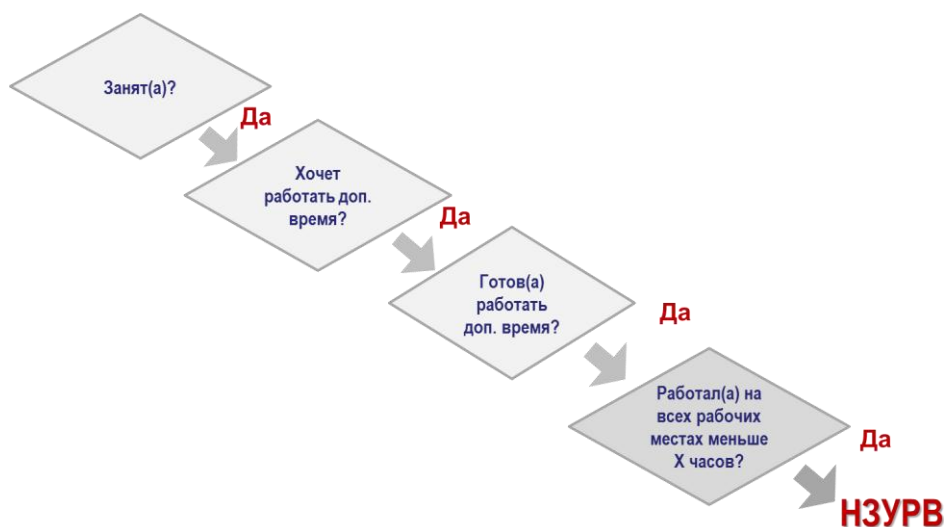 Занят(а)?
Да
Хочет
работать доп.
время?
Да
Готов(а)
работать
доп. время?
Да
Работал(а) на
всех рабочих
местах меньше
X часов?
Да
НЗУРВ